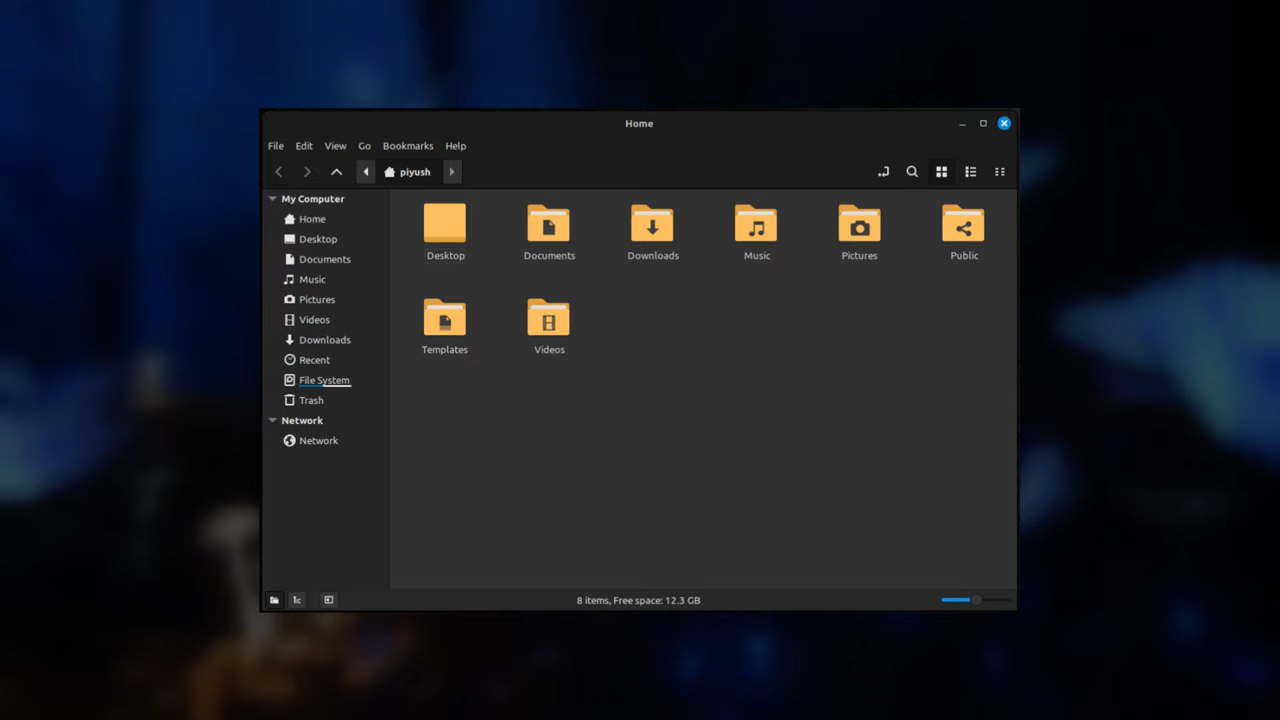 Home
File Edit View Go Bookmarks Help
piyush
My Computer
Home
Desktop
Documents
Music
Pictures
Videos
Downloads
Recent
File System
Trash
Network
Network
Desktop Documents Downloads Music Pictures Public
Templates Videos
8 items, Free space: 12.3 GB